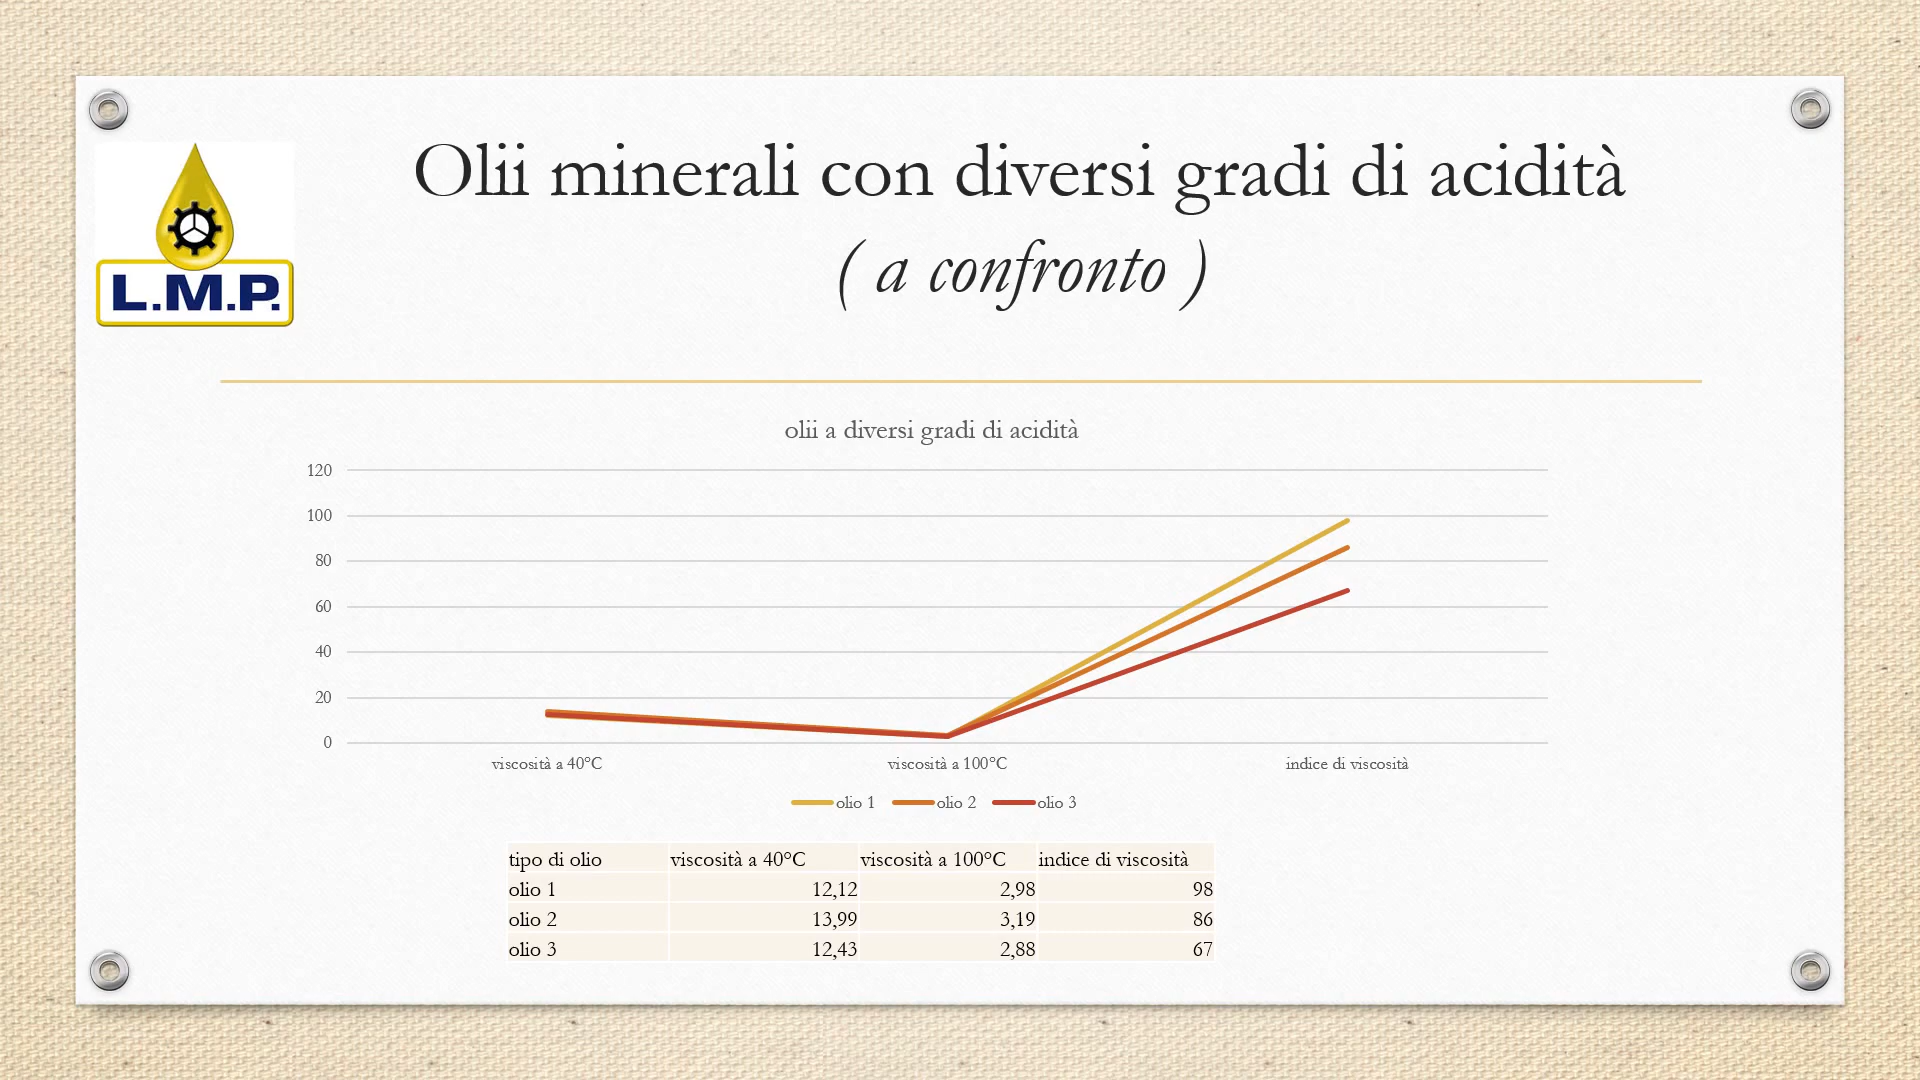 Olii minerali con diversi gradi di acidità
( a confronto )
L.M.P.
olii a diversi gradi di acidità
120
100
80
60
40
20
0
viscosità a 40°C viscosità a 100°C indice di viscosità
olio 1 olio 2 olio 3
tipo di olio viscosità a 40°C viscosità a 100°C indice di viscosità
olio 1 12,12 2,98 98
olio 2 13,99 3,19 86
olio 3 12,43 2,88 67